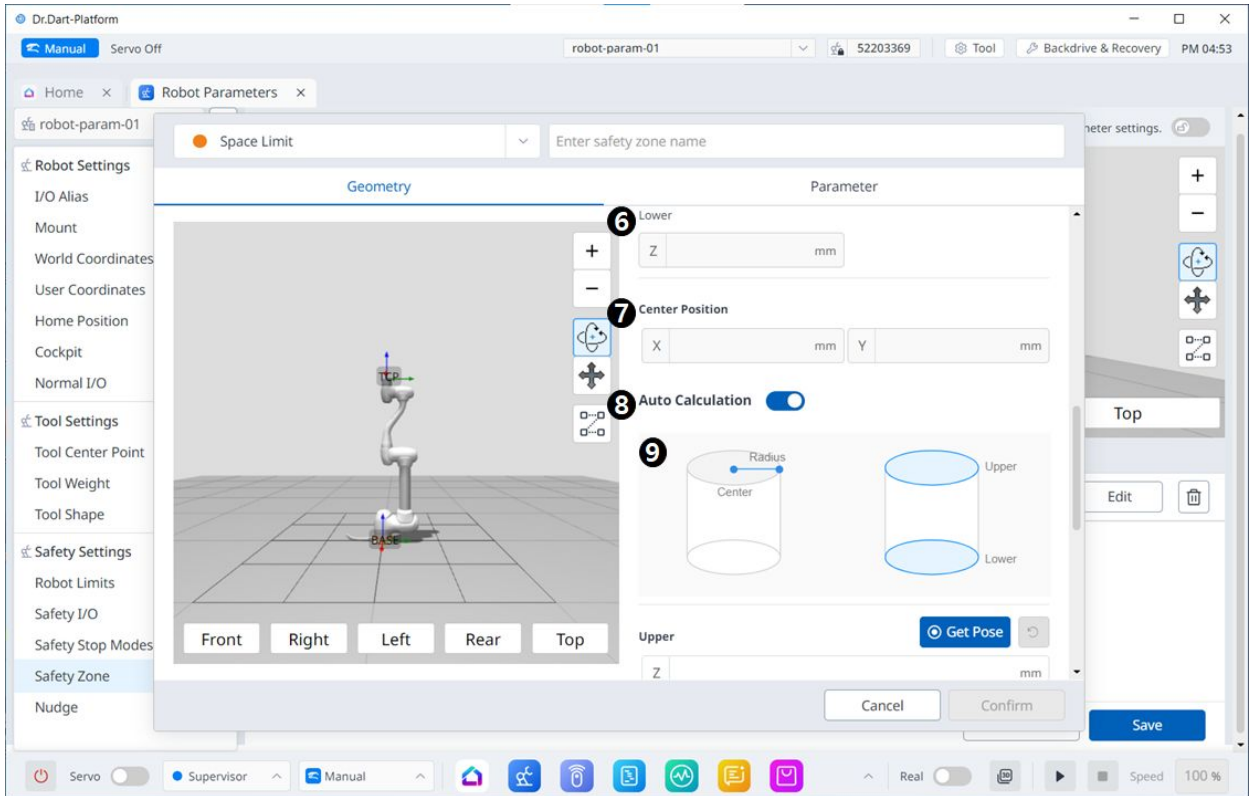 Dr.Dart-Platform
Manual Servo Off robot-param-01 52203369 Tool Backdrive & Recovery PM 04:53
Home Robot Parameters
robot-param-01
Space Limit Enter safety zone name
neter settings.
Robot Settings
I/O Alias
Mount
World Coordinates
User Coordinates
Home Position
Cockpit
Normal I/O
Tool Settings
Tool Center Point
Tool Weight
Tool Shape
Safety Settings
Robot Limits
Safety I/O
Safety Stop Modes
Safety Zone
Nudge
Geometry Parameter
TCP
BASE
Front Right Left Rear Top
6 Lower
Z mm
7 Center Position
X mm Y mm
8 Auto Calculation
9
Radius
Center
Upper
Lower
Upper Get Pose
Z mm
Cancel Confirm
Top
Edit
Save
Servo Supervisor Manual Real 3D Speed 100 %